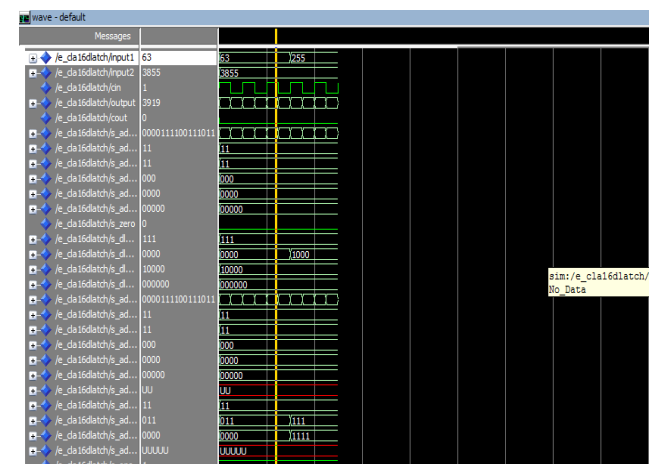 wave - default
Messages
/e_cla16dlatch/input1 63 63 255
/e_cla16dlatch/input2 3855 3855
/e_cla16dlatch/cin 1
/e_cla16dlatch/output 3919
/e_cla16dlatch/cout 0
/e_cla16dlatch/s_ad... 0000111100111011
/e_cla16dlatch/s_ad... 11 11
/e_cla16dlatch/s_ad... 11 11
/e_cla16dlatch/s_ad... 000 000
/e_cla16dlatch/s_ad... 0000 0000
/e_cla16dlatch/s_ad... 00000 00000
/e_cla16dlatch/s_zero 0
/e_cla16dlatch/s_dl... 111 111
/e_cla16dlatch/s_dl... 0000 0000 1000
/e_cla16dlatch/s_dl... 10000 10000
/e_cla16dlatch/s_dl... 000000 000000
/e_cla16dlatch/s_ad... 0000111100111011
/e_cla16dlatch/s_ad... 11 11
/e_cla16dlatch/s_ad... 11 11
/e_cla16dlatch/s_ad... 000 000
/e_cla16dlatch/s_ad... 0000 0000
/e_cla16dlatch/s_ad... 00000 00000
/e_cla16dlatch/s_ad... UU UU
/e_cla16dlatch/s_ad... 11 11
/e_cla16dlatch/s_ad... 011 011 111
/e_cla16dlatch/s_ad... 0000 0000 1111
/e_cla16dlatch/s_ad... UUUUU UUUUU
sim:/e_cla16dlatch/
No_Data